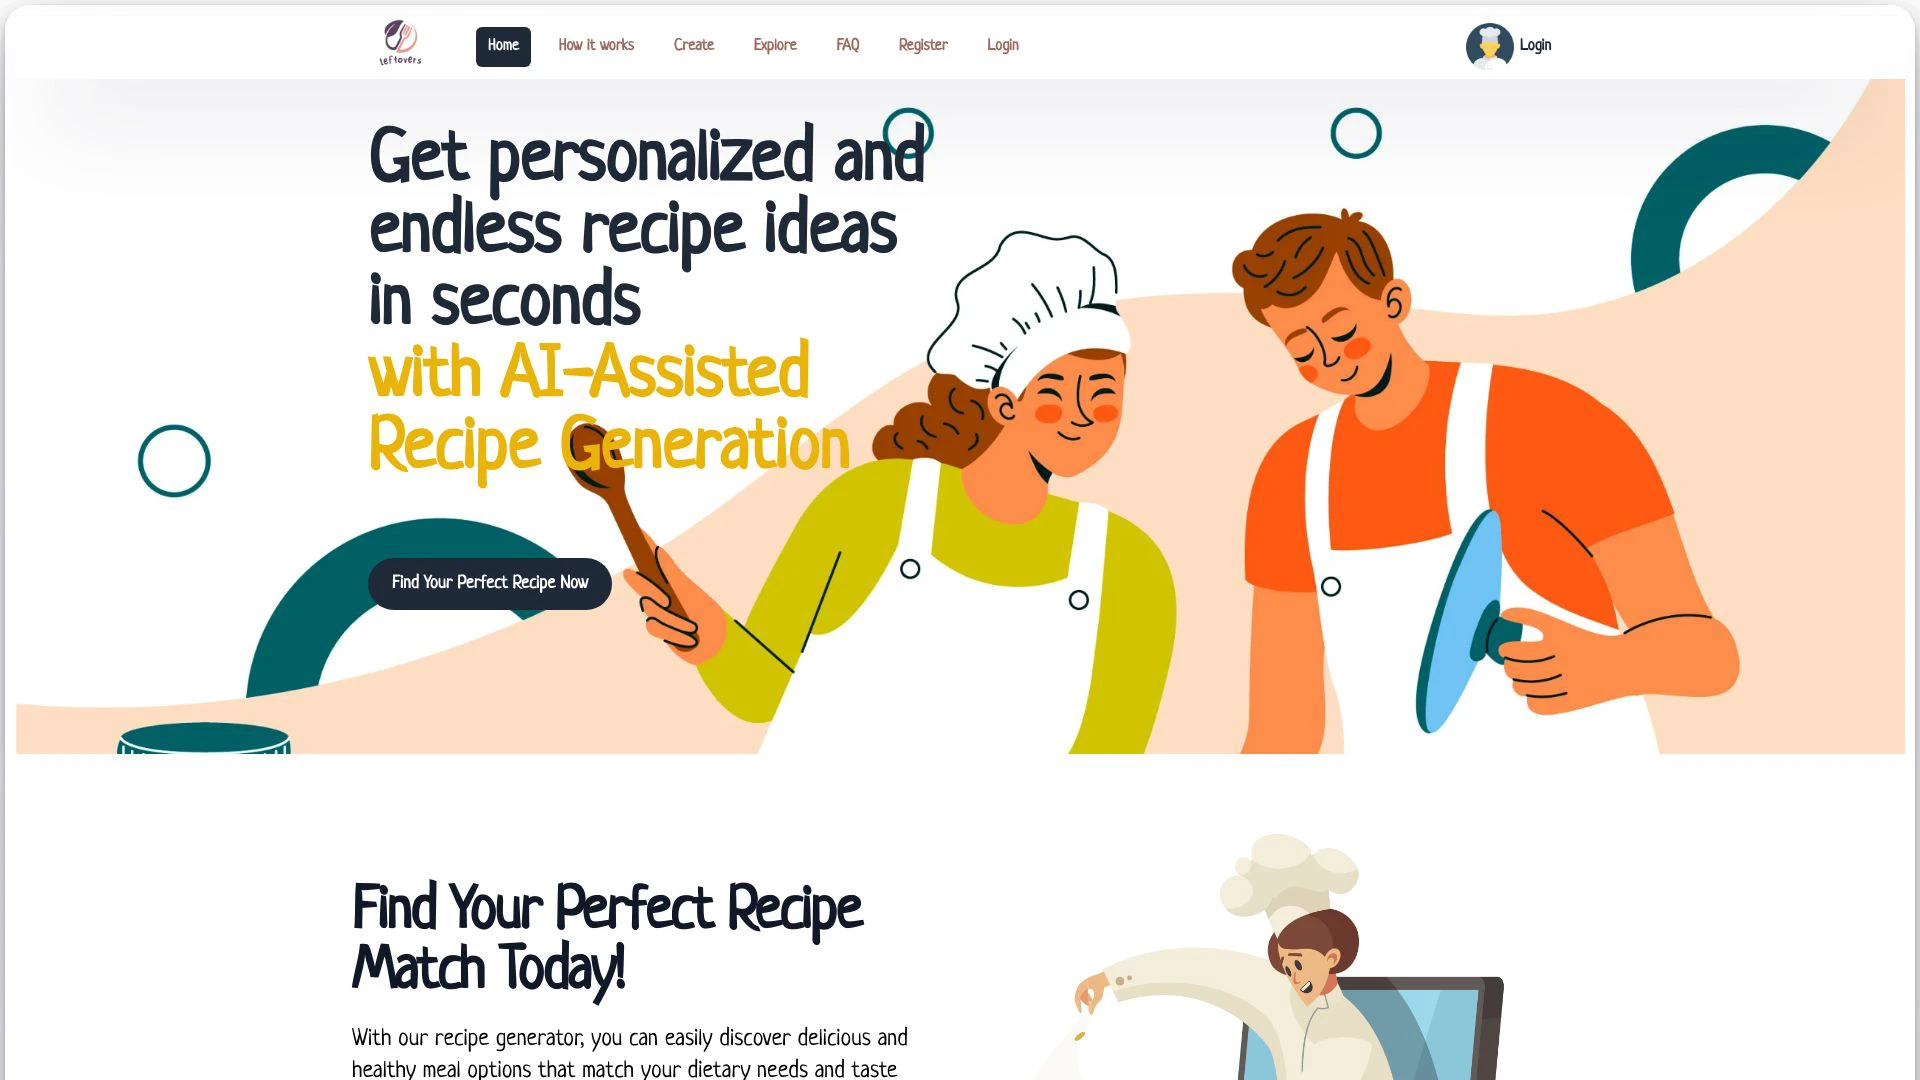 leftovers
Home
How it works
Create
Explore
FAQ
Register
Login
Login
Get personalized and
endless recipe ideas
in seconds
with AI-Assisted
Recipe Generation
Find Your Perfect Recipe Now
Find Your Perfect Recipe
Match Today!
With our recipe generator, you can easily discover delicious and
healthy meal options that match your dietary needs and taste